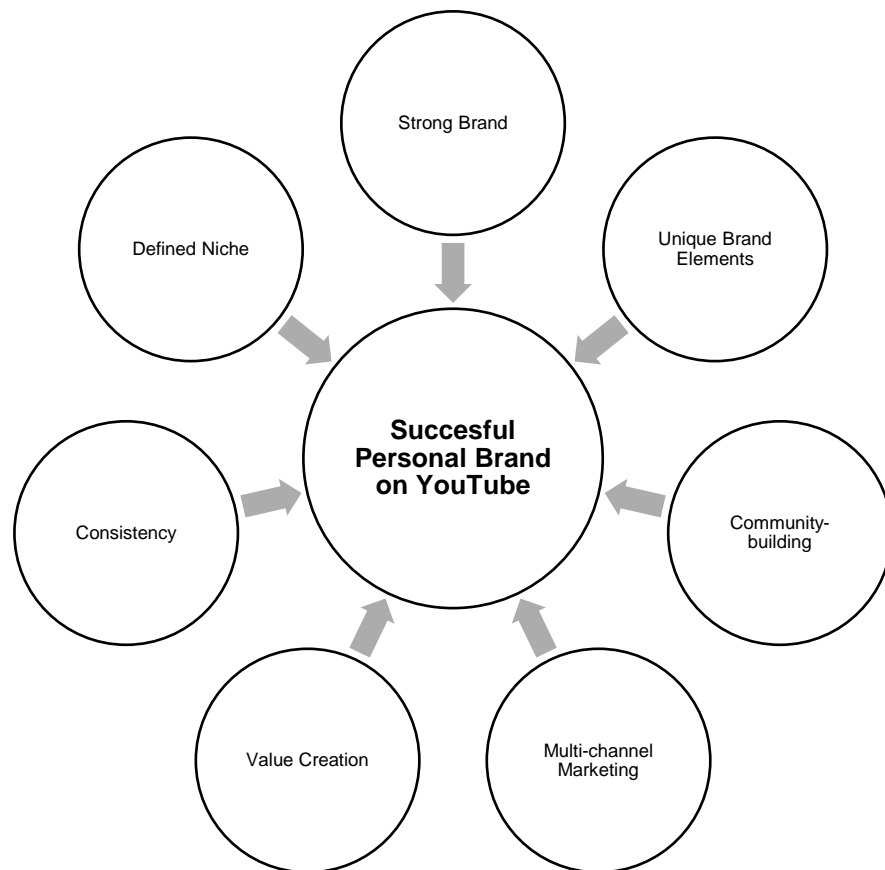 Strong Brand
Unique Brand
Elements
Community-
building
Multi-channel
Marketing
Value Creation
Consistency
Defined Niche
Succesful
Personal Brand
on YouTube